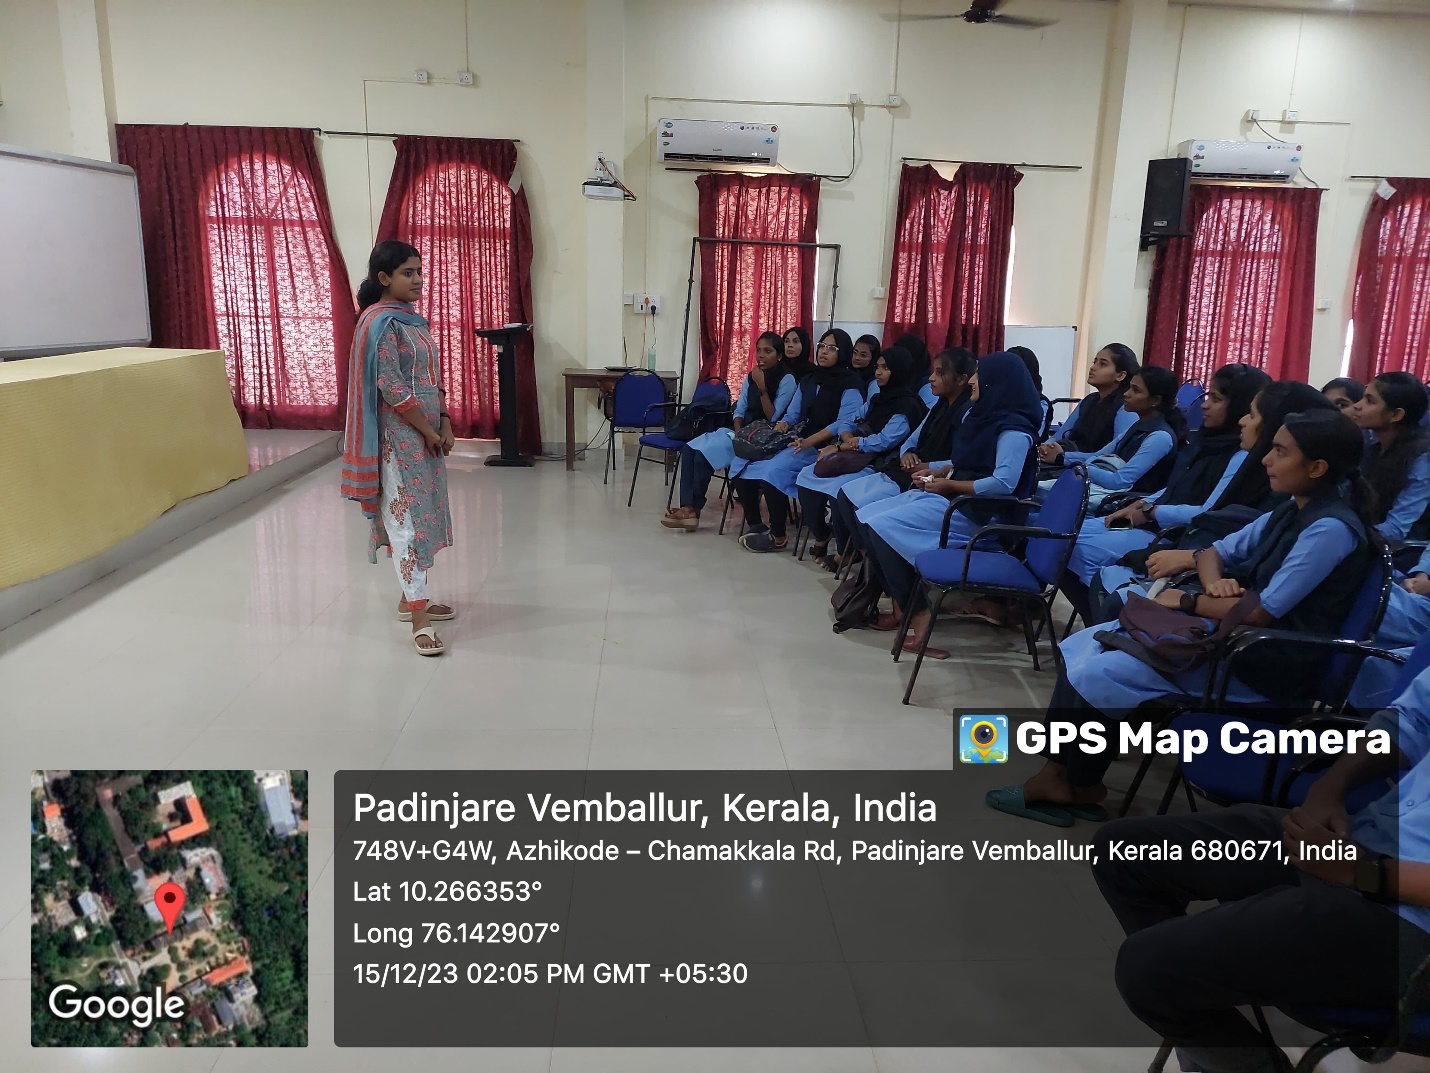 GPS Map Camera
Padinjare Vemballur, Kerala, India
748V+G4W, Azhikode – Chamakkala Rd, Padinjare Vemballur, Kerala 680671, India
Lat 10.266353°
Long 76.142907°
15/12/23 02:05 PM GMT +05:30
Google